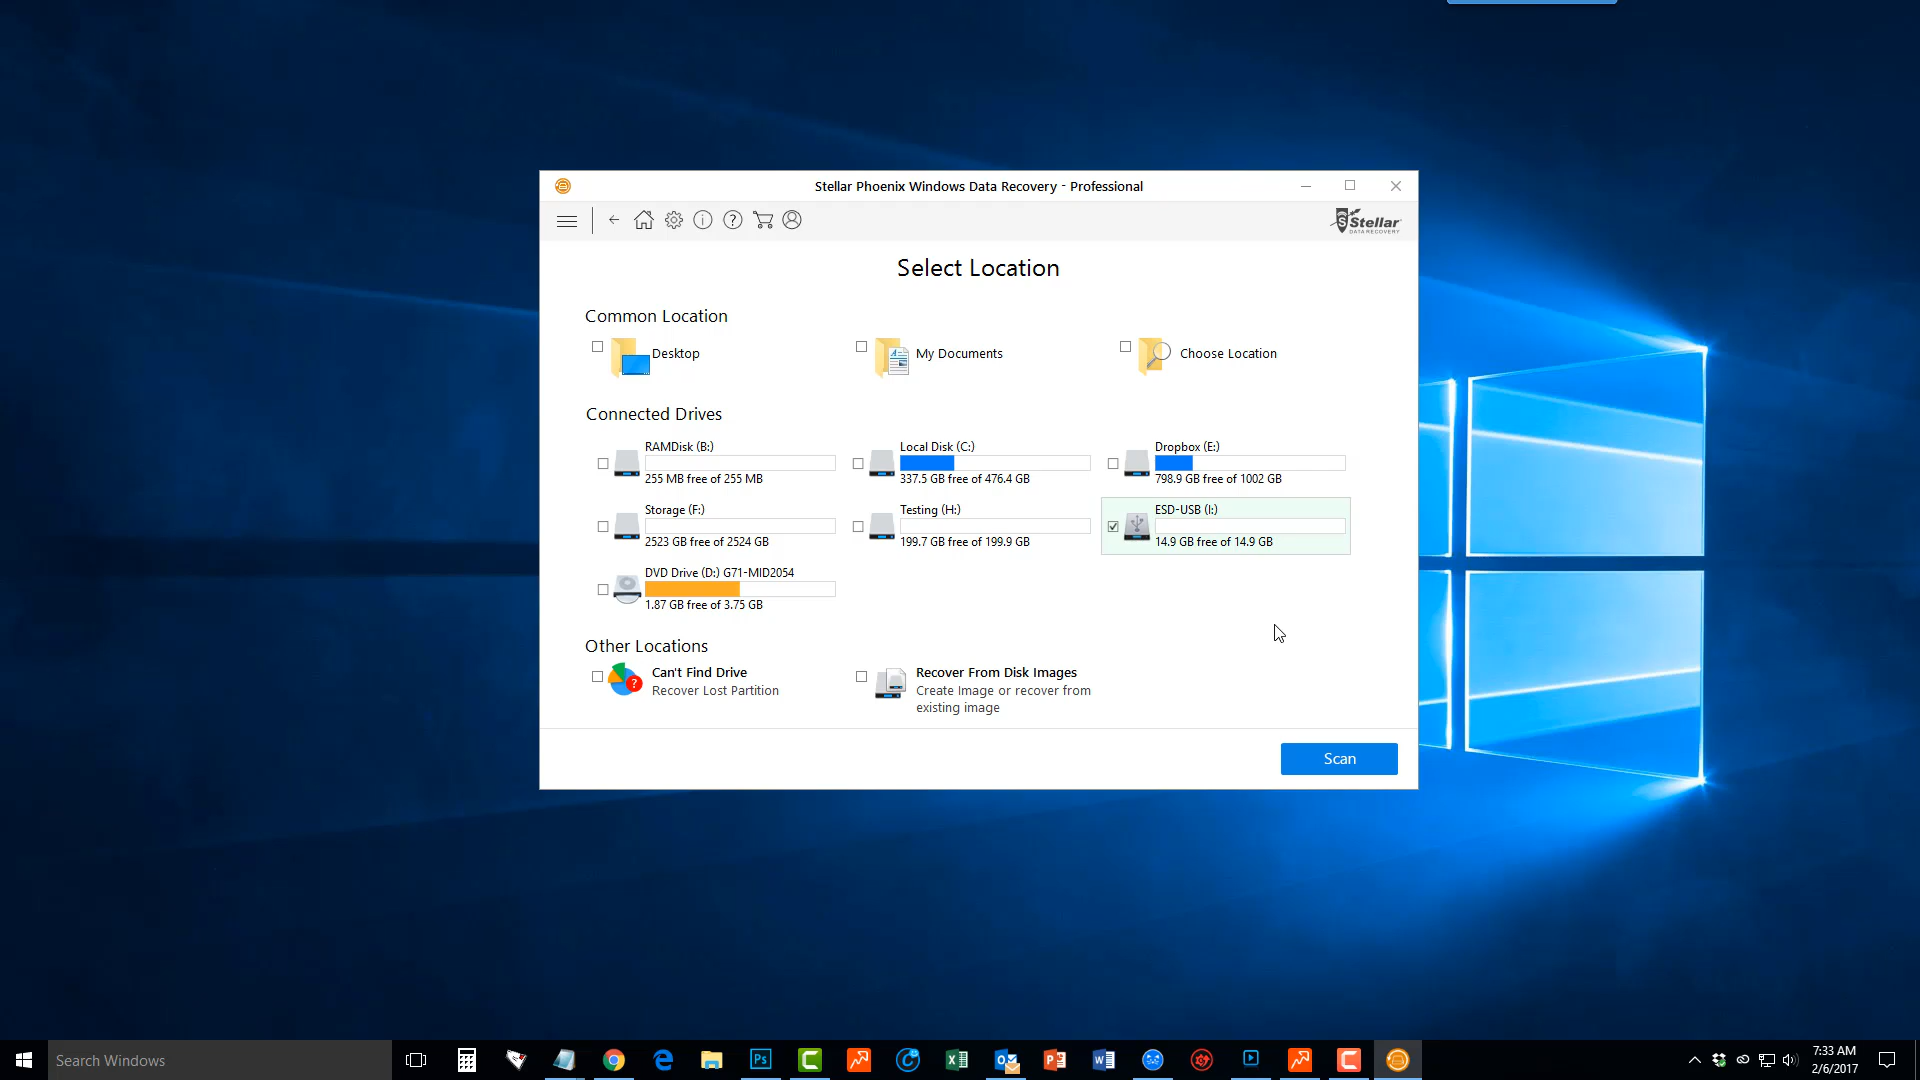 Stellar Phoenix Windows Data Recovery - Professional
Stellar
DATA RECOVERY
Select Location
Common Location
Desktop
My Documents
Choose Location
Connected Drives
RAMDisk (B:)
255 MB free of 255 MB
Local Disk (C:)
337.5 GB free of 476.4 GB
Dropbox (E:)
798.9 GB free of 1002 GB
Storage (F:)
2523 GB free of 2524 GB
Testing (H:)
199.7 GB free of 199.9 GB
ESD-USB (I:)
14.9 GB free of 14.9 GB
DVD Drive (D:) G71-MID2054
1.87 GB free of 3.75 GB
Other Locations
Can't Find Drive
Recover Lost Partition
Recover From Disk Images
Create Image or recover from
existing image
Scan
Search Windows
Ps
7:33 AM
2/6/2017